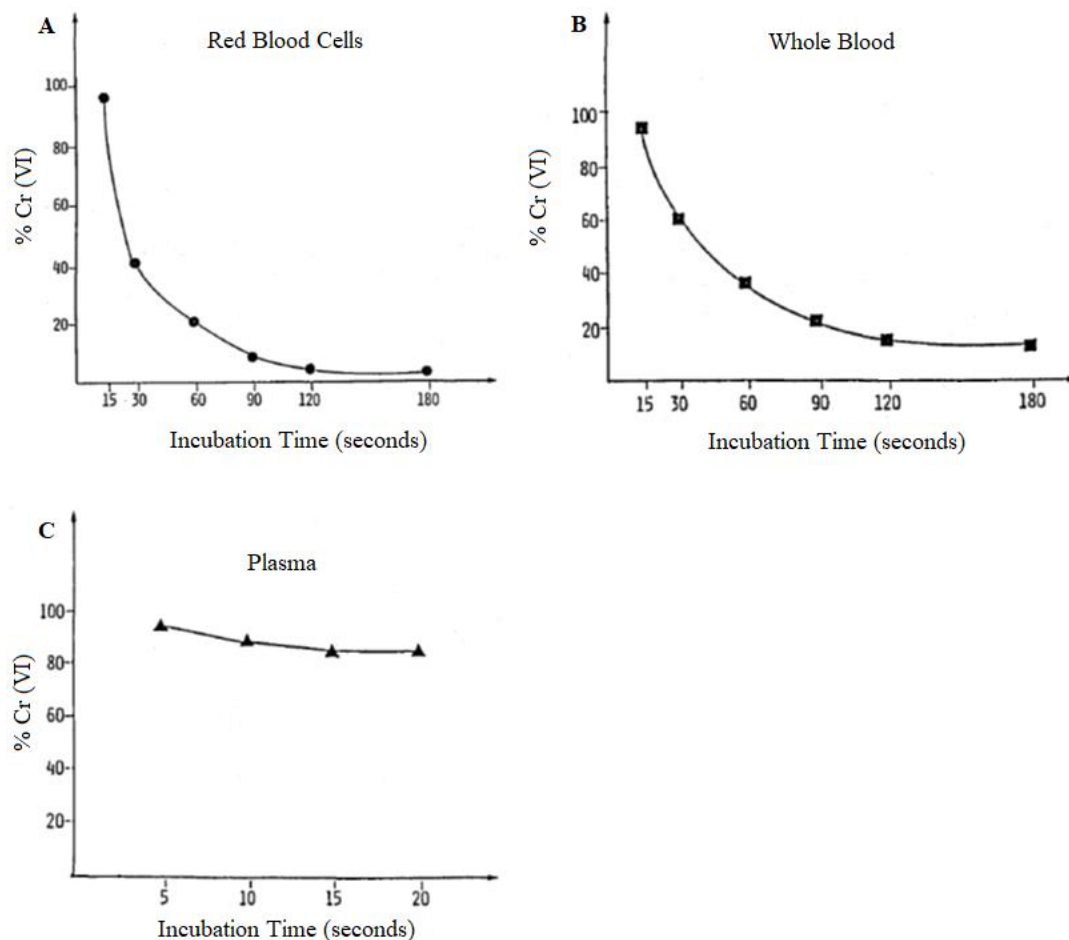 A
Red Blood Cells
% Cr (VI)
100
80
60
40
20
15 30 60 90 120 180
Incubation Time (seconds)
B
Whole Blood
% Cr (VI)
100
80
60
40
20
15 30 60 90 120 180
Incubation Time (seconds)
C
Plasma
% Cr (VI)
100
80
60
40
20
5 10 15 20
Incubation Time (seconds)